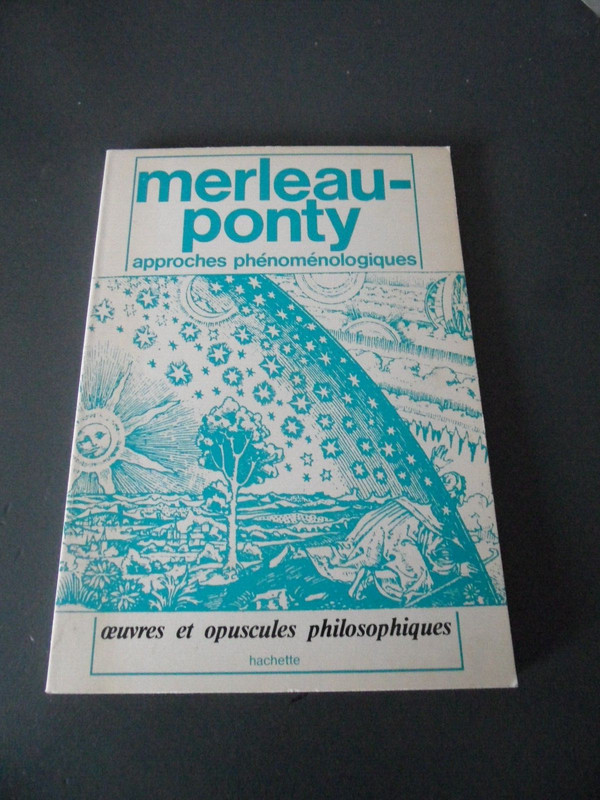 merleau-
ponty
approches phénoménologiques
œuvres et opuscules philosophiques
hachette